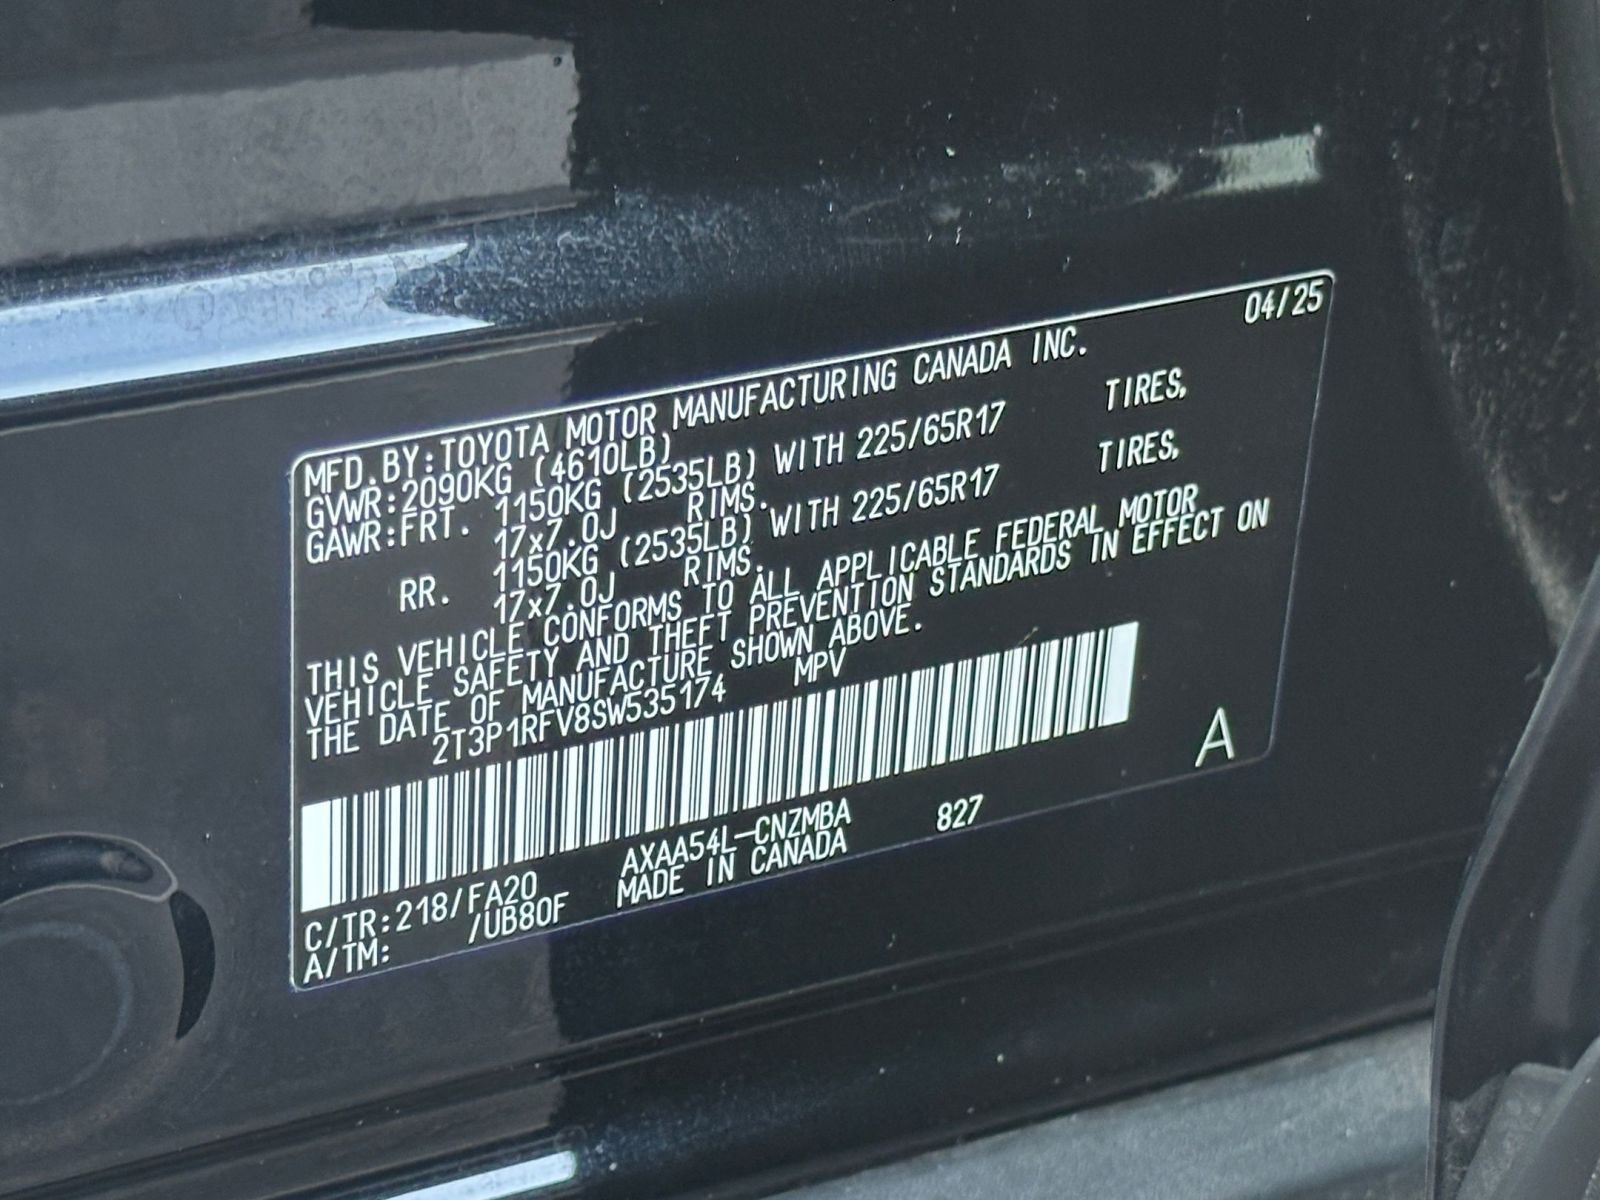 04/25
MFD.BY:TOYOTA MOTOR MANUFACTURING CANADA INC.
GVWR:2090KG (4610LB)
GAWR:FRT. 1150KG (2535LB) WITH 225/65R17 TIRES,
17x7.0J RIMS.
RR. 1150KG (2535LB) WITH 225/65R17 TIRES,
17x7.0J RIMS.
THIS VEHICLE CONFORMS TO ALL APPLICABLE FEDERAL MOTOR
VEHICLE SAFETY AND THEFT PREVENTION STANDARDS IN EFFECT ON
THE DATE OF MANUFACTURE SHOWN ABOVE.
2T3P1RFV8SW535174 MPV
A
C/TR:218/FA20 AXAA54L-CNZMBA 827
A/TM: /UB80F MADE IN CANADA